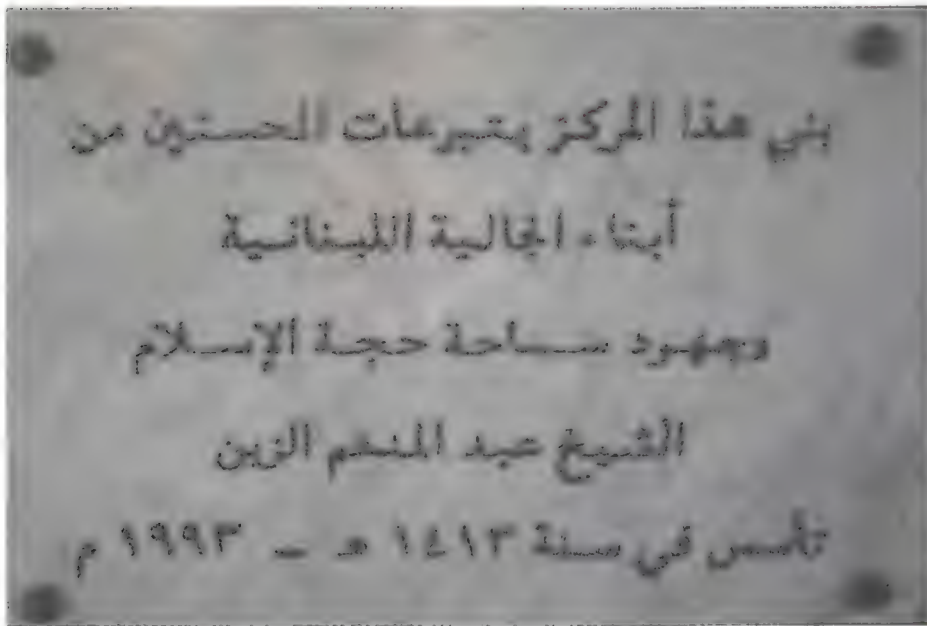 بني هذا المركز بتبرعات المحسنين من
أبناء الجالية اللبنانية
وجهود سماحة حجة الإسلام
الشيخ عبد المنعم الزين
تأسس في سنة ١٤١٣ هـ – ١٩٩٣ م